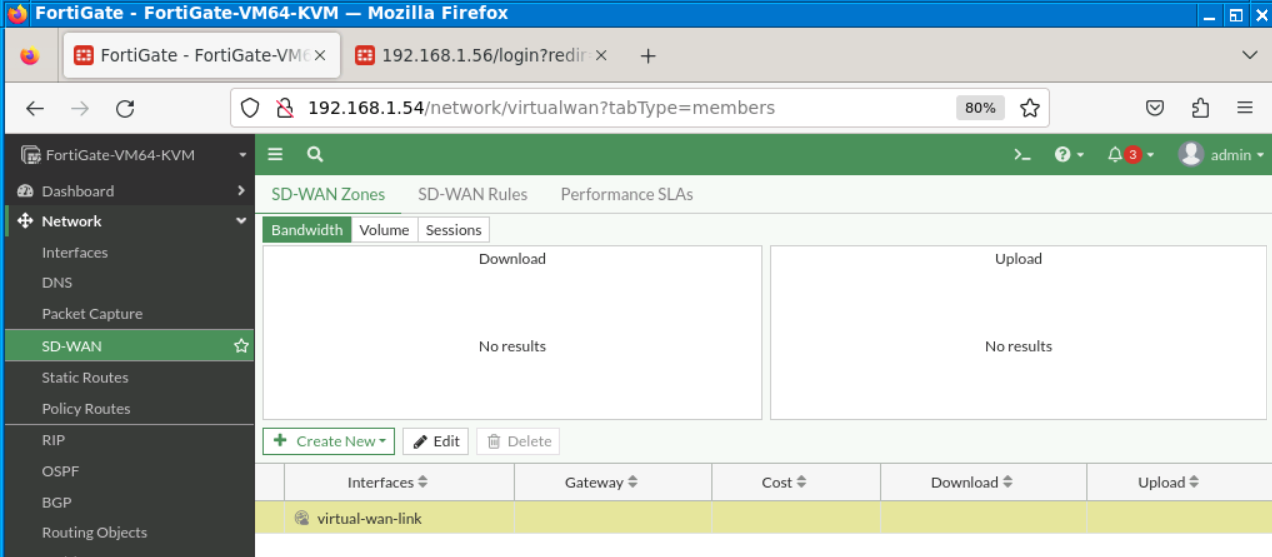 FortiGate - FortiGate-VM64-KVM — Mozilla Firefox
FortiGate - FortiGate-VM6
192.168.1.56/login?redir
192.168.1.54/network/virtualwan?tabType=members
80%
FortiGate-VM64-KVM
3
admin
Dashboard
Network
Interfaces
DNS
Packet Capture
SD-WAN
Static Routes
Policy Routes
RIP
OSPF
BGP
Routing Objects
SD-WAN Zones SD-WAN Rules Performance SLAs
Bandwidth Volume Sessions
Download
No results
Upload
No results
Create New Edit Delete
Interfaces Gateway Cost Download Upload
virtual-wan-link